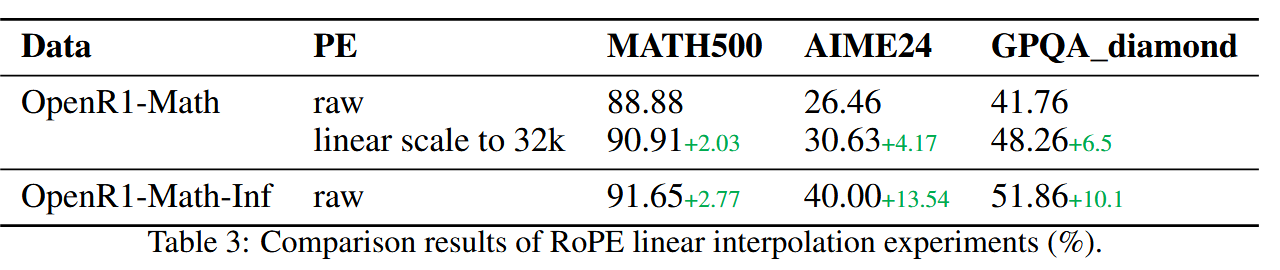 Data PE MATH500 AIME24 GPQA_diamond
OpenR1-Math raw 88.88 26.46 41.76
linear scale to 32k 90.91+2.03 30.63+4.17 48.26+6.5
OpenR1-Math-Inf raw 91.65+2.77 40.00+13.54 51.86+10.1
Table 3: Comparison results of RoPE linear interpolation experiments (%).